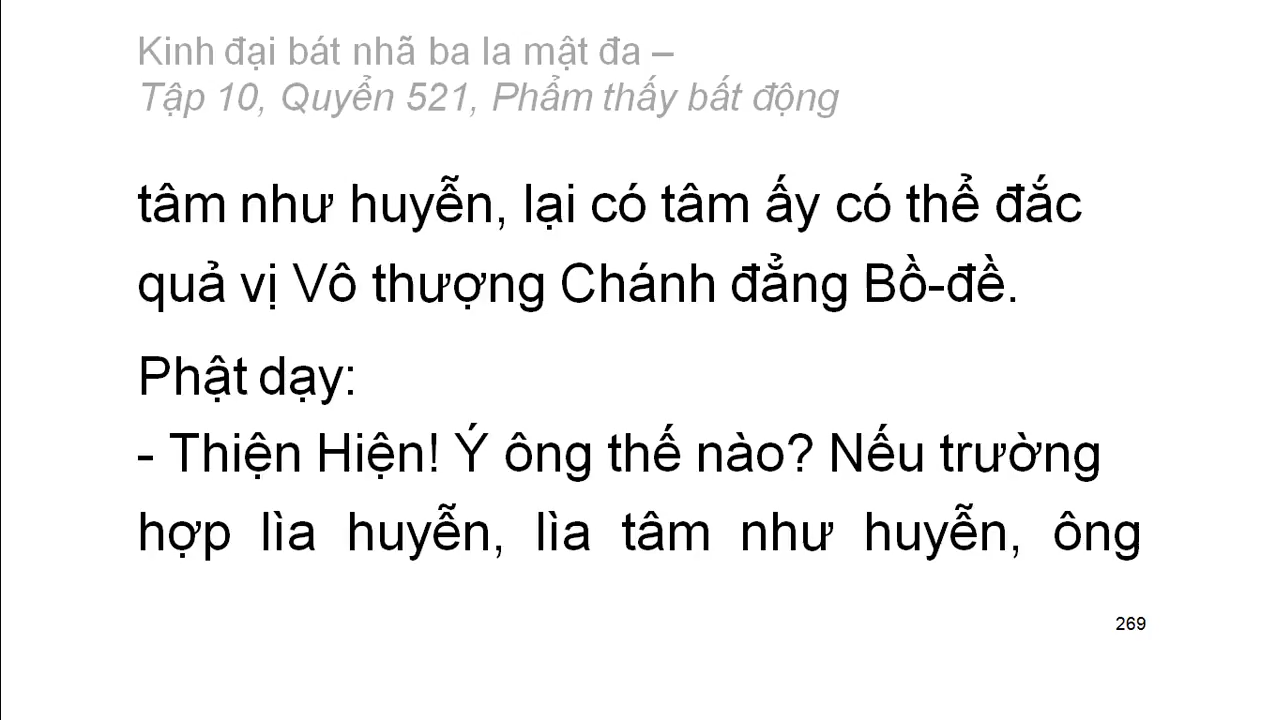 Kinh đại bát nhã ba la mật đa –
Tập 10, Quyển 521, Phẩm thấy bất động
tâm như huyễn, lại có tâm ấy có thể đắc
quả vị Vô thượng Chánh đẳng Bồ-đề.
Phật dạy:
- Thiện Hiện! Ý ông thế nào? Nếu trường
hợp lìa huyễn, lìa tâm như huyễn, ông
269